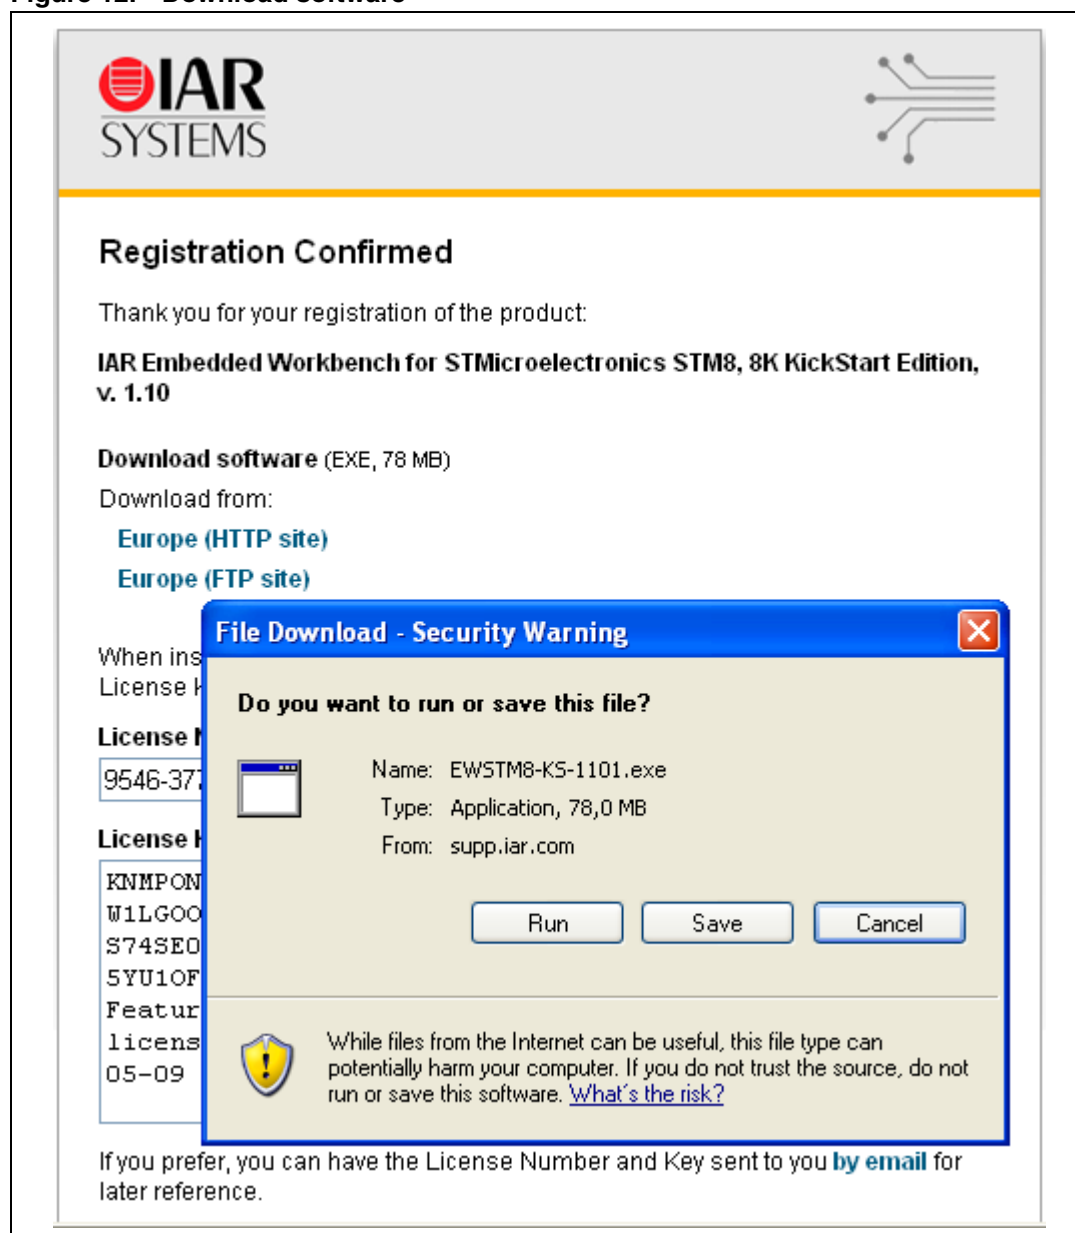 IAR
SYSTEMS
Registration Confirmed
Thank you for your registration of the product:
IAR Embedded Workbench for STMicroelectronics STM8, 8K KickStart Edition,
v. 1.10
Download software (EXE, 78 MB)
Download from:
Europe (HTTP site)
Europe (FTP site)
When ins
License
License
9546-37
License
KNMPON
W1LGOO
S74SEO
5YU1OF
Featur
licens
05-09
File Download - Security Warning
Do you want to run or save this file?
Name: EWSTM8-KS-1101.exe
Type: Application, 78,0 MB
From: supp.iar.com
Run Save Cancel
While files from the Internet can be useful, this file type can
potentially harm your computer. If you do not trust the source, do not
run or save this software. What´s the risk?
If you prefer, you can have the License Number and Key sent to you by email for
later reference.